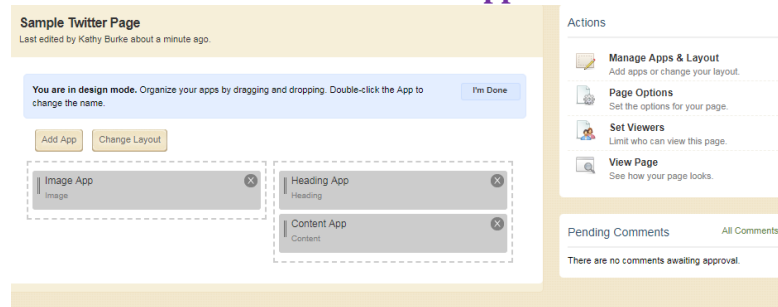 Sample Twitter Page
Last edited by Kathy Burke about a minute ago.
You are in design mode. Organize your apps by dragging and dropping. Double-click the App to
change the name.
I'm Done
Add App
Change Layout
Image App
Image
Heading App
Heading
Content App
Content
Actions
Manage Apps & Layout
Add apps or change your layout.
Page Options
Set the options for your page.
Set Viewers
Limit who can view this page.
View Page
See how your page looks.
Pending Comments
All Comments
There are no comments awaiting approval.